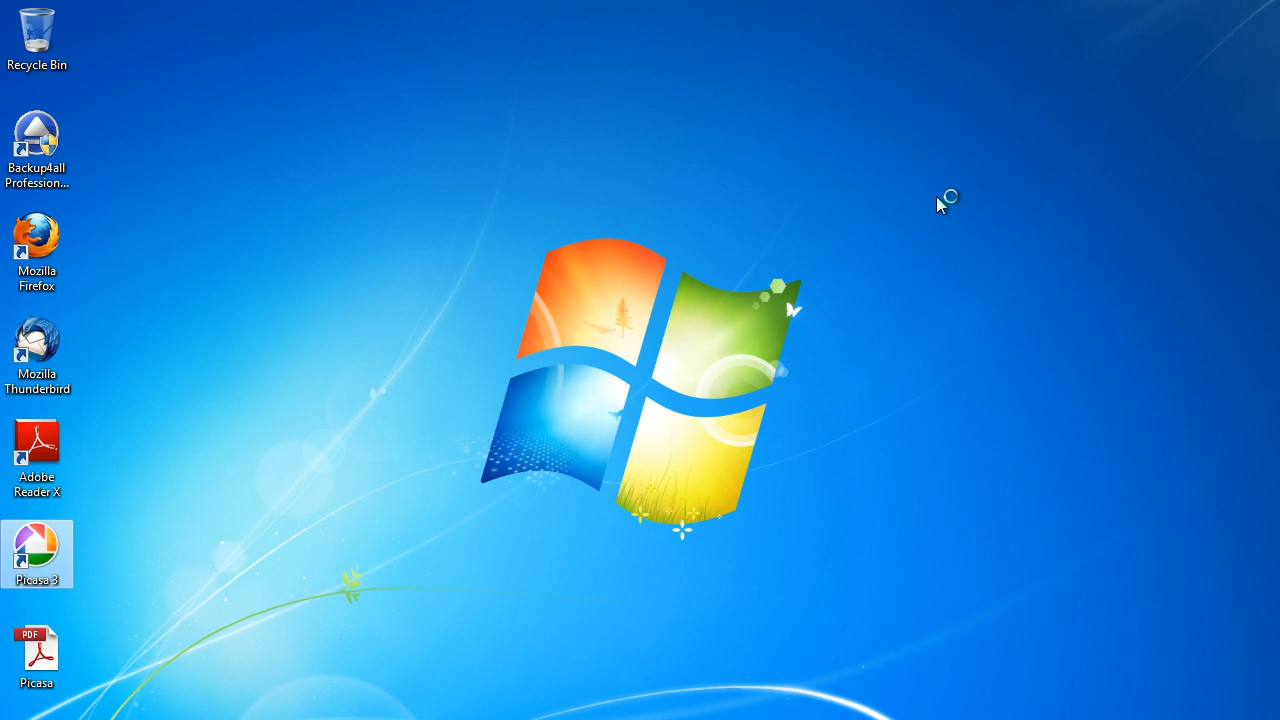 Recycle Bin
Backup4all
Profession...
Mozilla
Firefox
Mozilla
Thunderbird
Adobe
Reader X
Picasa 3
PDF
Picasa